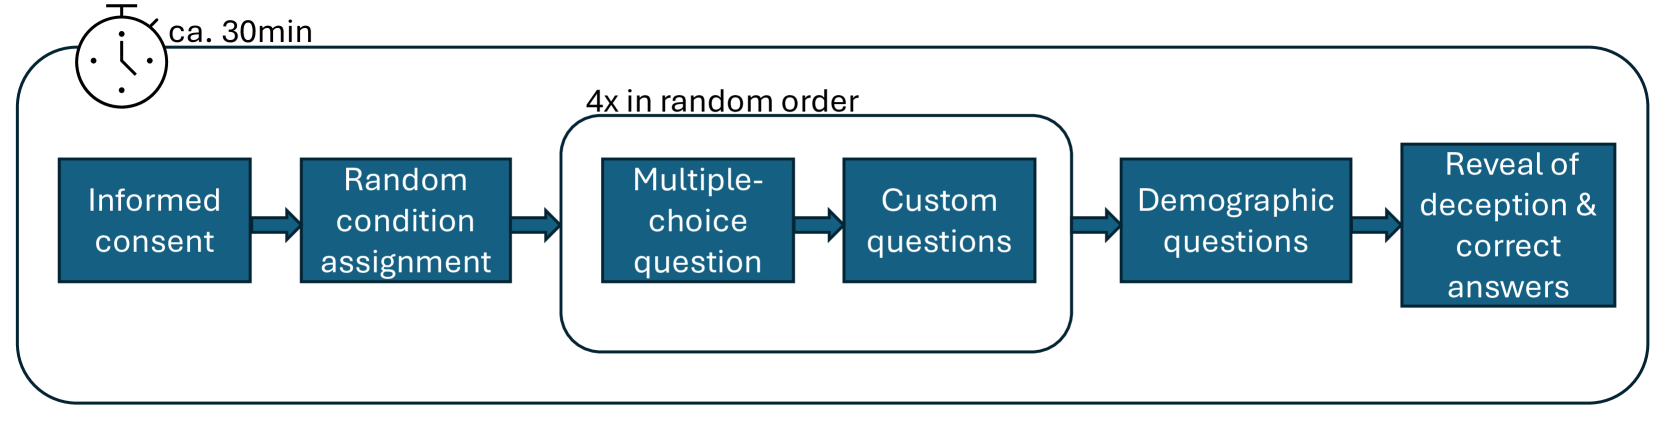 ca. 30min
4x in random order
Informed
consent
Random
condition
assignment
Multiple-
choice
question
Custom
questions
Demographic
questions
Reveal of
deception &
correct
answers